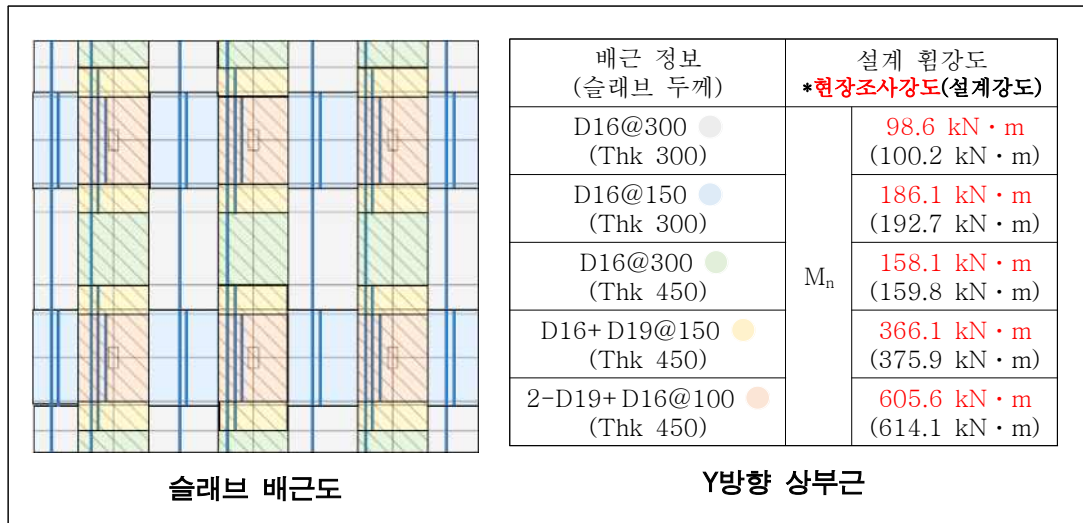 배근 정보
(슬래브 두께)
설계 휨강도
*현장조사강도(설계강도)
D16@300
(Thk 300)
98.6 kN·m
(100.2 kN·m)
D16@150
(Thk 300)
186.1 kN·m
(192.7 kN·m)
D16@300
(Thk 450)
Mₙ
158.1 kN·m
(159.8 kN·m)
D16+D19@150
(Thk 450)
366.1 kN·m
(375.9 kN·m)
2-D19+D16@100
(Thk 450)
605.6 kN·m
(614.1 kN·m)
슬래브 배근도
Y방향 상부근